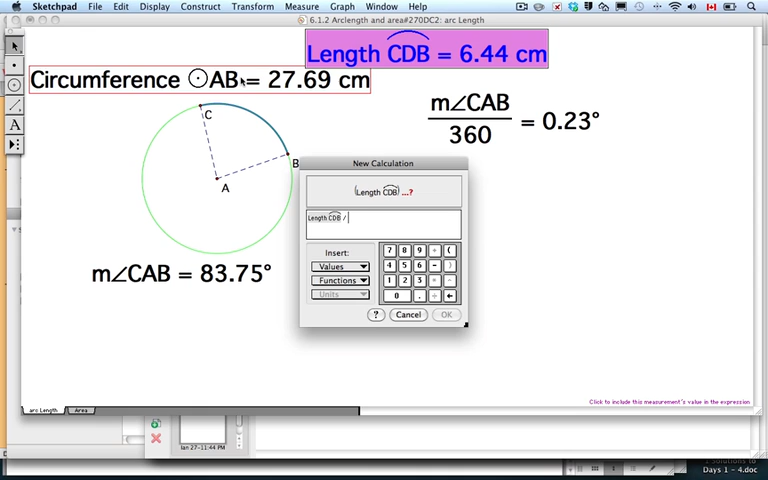 Sketchpad File Edit Display Construct Transform Measure Graph Window Help
6.1.2 Arclength and area#270DC2: arc Length
Length CDB = 6.44 cm
Circumference ⊙AB = 27.69 cm
m∠CAB
360
= 0.23°
C
B
A
m∠CAB = 83.75°
New Calculation
(Length CDB) ...?
Length CDB /
Insert:
Values
Functions
Units
7 8 9 + (
4 5 6 - )
1 2 3
0 . ÷ ←
? Cancel OK
Click to include this measurement's value in the expression
arc Length Area
Jan 27-11:44 PM
Days 1 - 4.doc